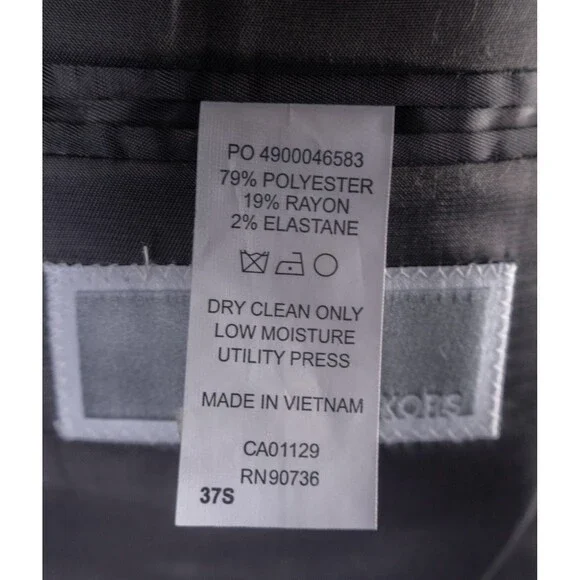 PO 4900046583
79% POLYESTER
19% RAYON
2% ELASTANE
DRY CLEAN ONLY
LOW MOISTURE
UTILITY PRESS
MADE IN VIETNAM
KORS
CA01129
RN90736
37S